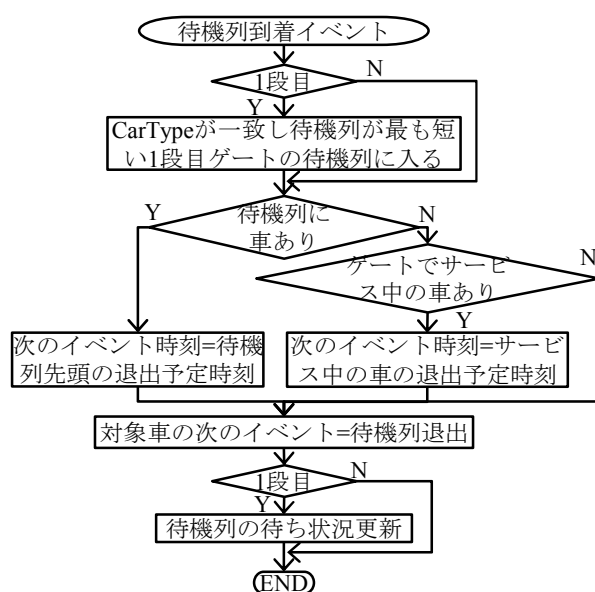 待機列到着イベント
1段目
N
Y
CarTypeが一致し待機列が最も短
い1段目ゲートの待機列に入る
Y
待機列に
車あり
N
ゲートでサービ
ス中の車あり
N
Y
次のイベント時刻=待機
列先頭の退出予定時刻
次のイベント時刻=サービ
ス中の車の退出予定時刻
対象車の次のイベント=待機列退出
1段目
N
Y
待機列の待ち状況更新
END